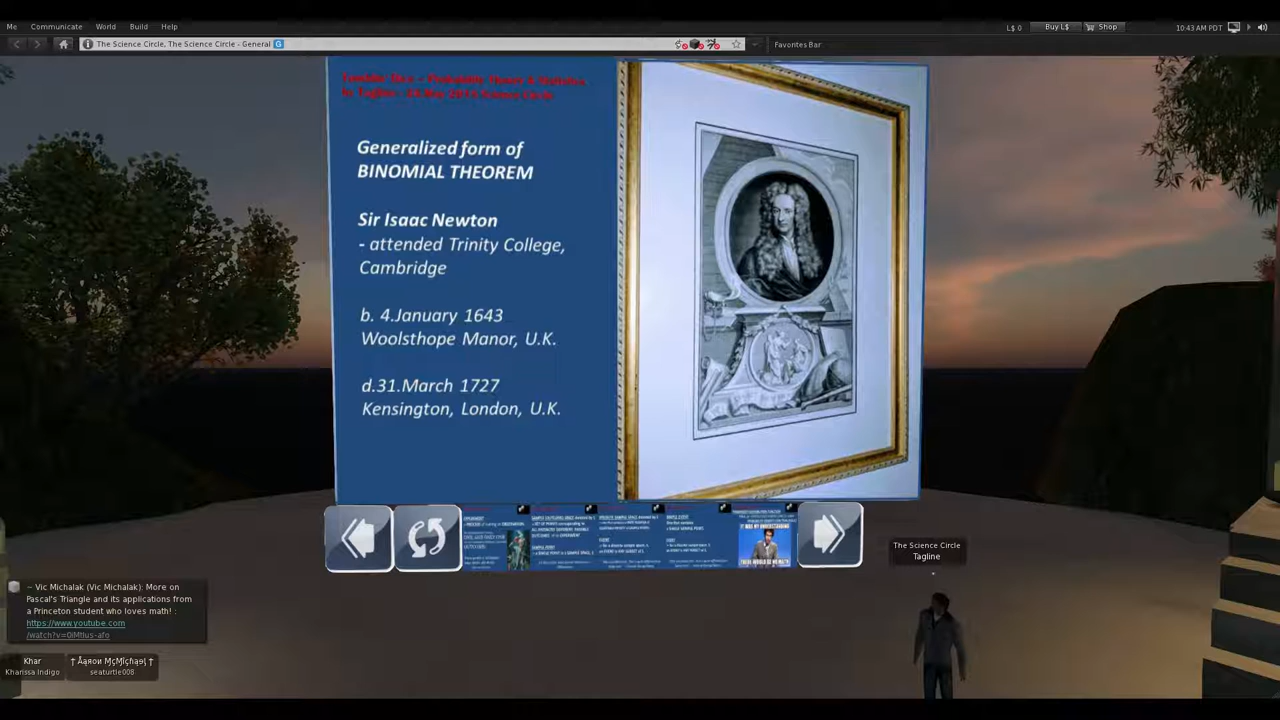 Me Communicate World Build Help
L$ 0 Buy L$ Shop 10:43 AM PDT
The Science Circle, The Science Circle - General G
Favorites Bar
Generalized form of
BINOMIAL THEOREM
Sir Isaac Newton
- attended Trinity College,
Cambridge
b. 4.January 1643
Woolsthope Manor, U.K.
d.31.March 1727
Kensington, London, U.K.
The Science Circle
Tagline
-- Vic Michalak (Vic Michalak): More on
Pascal's Triangle and its applications from
a Princeton student who loves math! :
https://www.youtube.com
/watch?v=0iMtlus-afo
Khar
Kharissa Indigo
seaturtle008